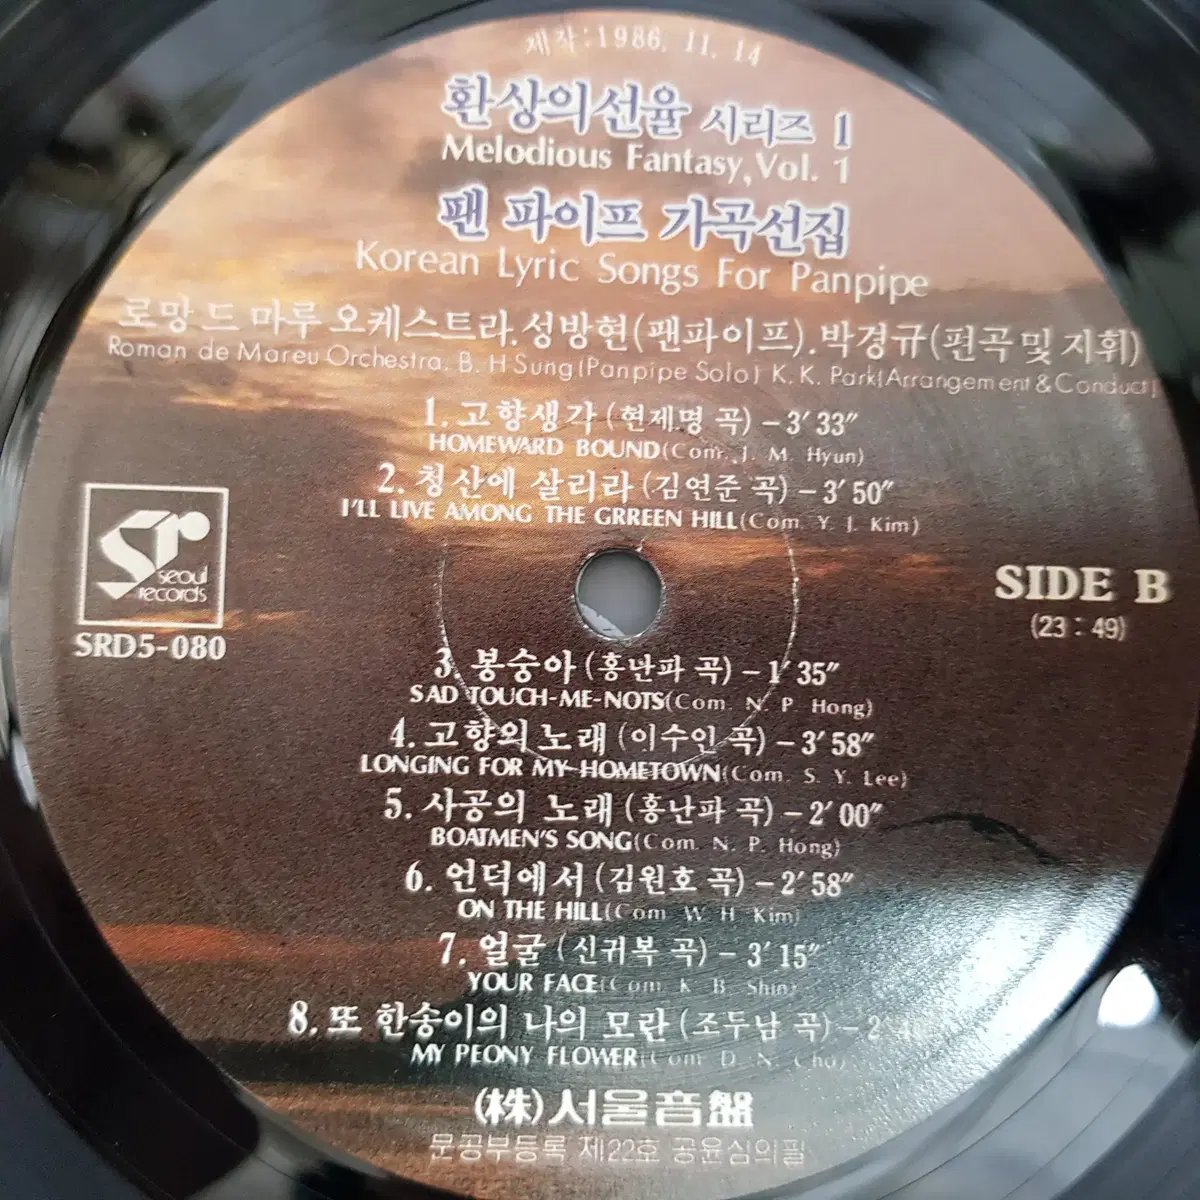 제작:1986. 11. 14
환상의선율 시리즈 1
Melodious Fantasy, Vol. 1
팬 파이프 가곡선집
Korean Lyric Songs For Panpipe
로망 드 마루 오케스트라. 성방현(팬파이프). 박경규(편곡 및 지휘)
Roman de Mareu Orchestra. B. H Sung(Panpipe Solo) K. K. Park(Arrangement & Conduct)
1. 고향생각 (현제명 곡) – 3′ 33″
HOMEWARD BOUND(Com. J. M. Hyun)
2. 청산에 살리라 (김연준 곡) – 3′ 50″
I'LL LIVE AMONG THE GRREEN HILL(Com. Y. J. Kim)
Sr
seoul
records
SRD5-080
SIDE B
(23 : 49)
3. 봉숭아 (홍난파 곡) – 1′ 35″
SAD TOUCH-ME-NOTS(Com. N. P. Hong)
4. 고향의 노래 (이수인 곡) – 3′ 58″
LONGING FOR MY HOMETOWN(Com. S. Y. Lee)
5. 사공의 노래 (홍난파 곡) – 2′ 00″
BOATMEN'S SONG(Com. N. P. Hong)
6. 언덕에서 (김원호 곡) – 2′ 58″
ON THE HILL(Com W. H. Kim)
7. 얼굴 (신귀복 곡) – 3′ 15″
YOUR FACE(Com K. B. Shin)
8. 또 한송이의 나의 모란 (조두남 곡) –
MY PEONY FLOWER(Com D. N. Cho)
(株)서울音盤
문공부등록 제22호 공윤심의필